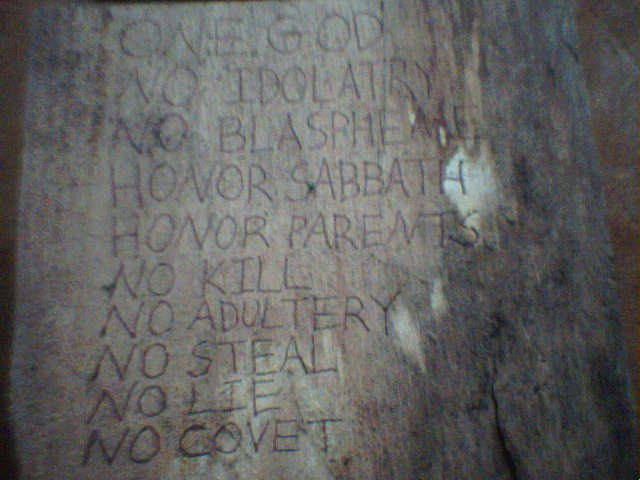 ONE GOD
NO IDOLATRY
NO BLASPHEME
HONOR SABBATH
HONOR PARENTS
NO KILL
NO ADULTERY
NO STEAL
NO LIE
NO COVET